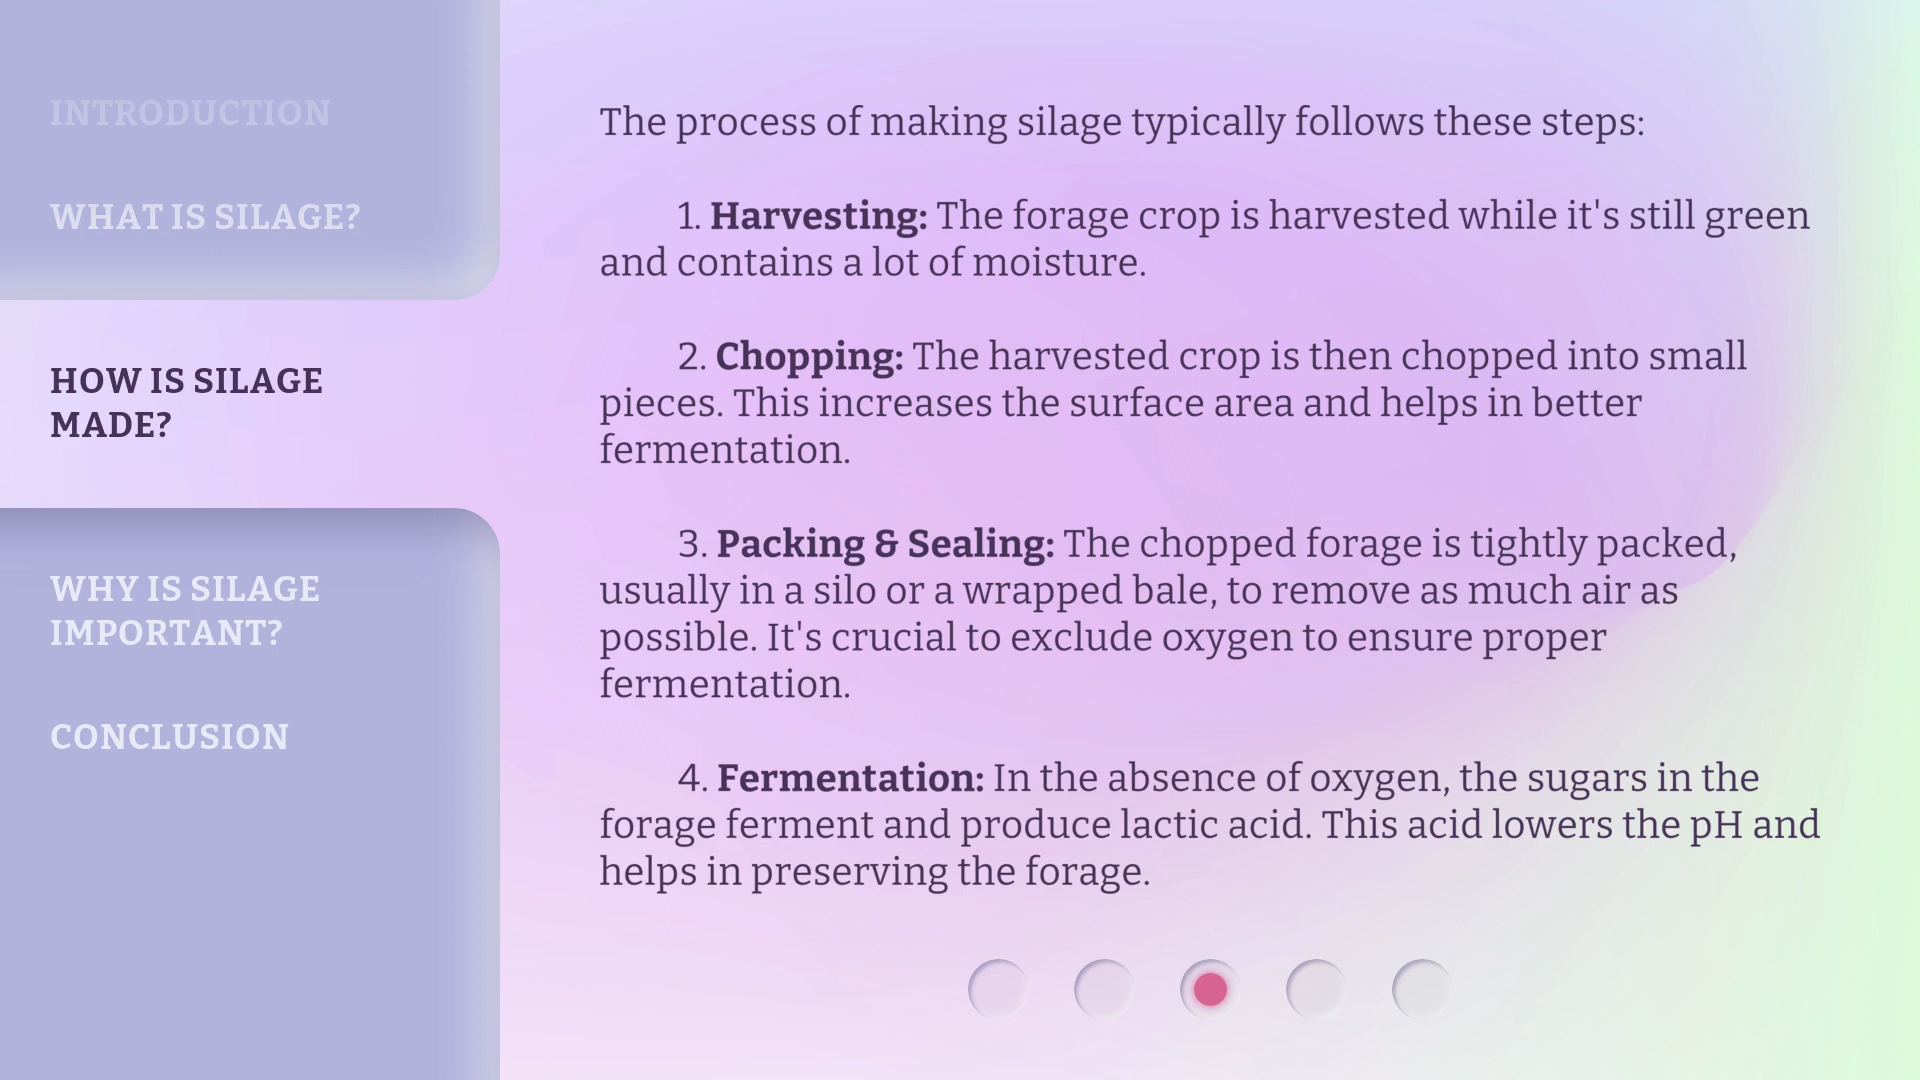 INTRODUCTION
WHAT IS SILAGE?
HOW IS SILAGE
MADE?
WHY IS SILAGE
IMPORTANT?
CONCLUSION
The process of making silage typically follows these steps:
1. Harvesting: The forage crop is harvested while it's still green
and contains a lot of moisture.
2. Chopping: The harvested crop is then chopped into small
pieces. This increases the surface area and helps in better
fermentation.
3. Packing & Sealing: The chopped forage is tightly packed,
usually in a silo or a wrapped bale, to remove as much air as
possible. It's crucial to exclude oxygen to ensure proper
fermentation.
4. Fermentation: In the absence of oxygen, the sugars in the
forage ferment and produce lactic acid. This acid lowers the pH and
helps in preserving the forage.